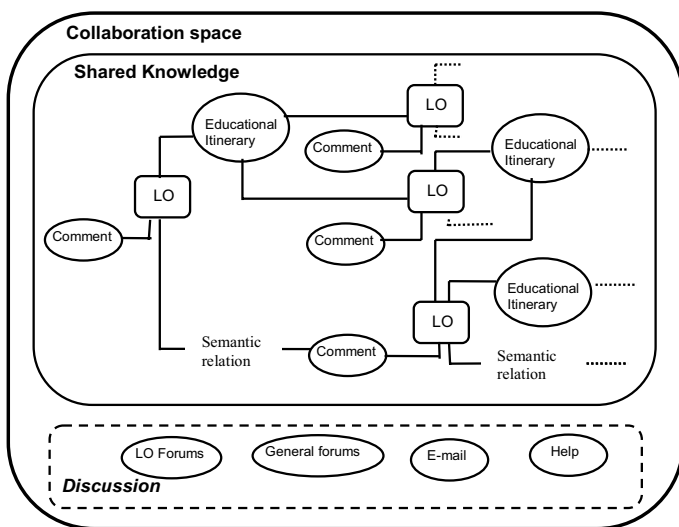 Collaboration space
Shared Knowledge
LO
Educational
Itinerary
Comment
Educational
Itinerary
LO
LO
Comment
Comment
Educational
Itinerary
LO
Semantic
relation
Comment
Semantic
relation
LO Forums
General forums
E-mail
Help
Discussion